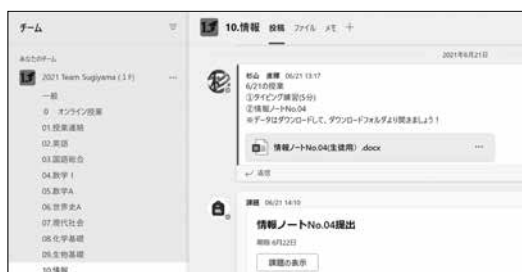 チーム
あなたのチーム
2021 Team Sugiyama (1F)
一般
0 オンライン授業
01.授業連絡
02.英語
03.国語総合
04.数学Ⅰ
05.数学A
06.世界史A
07.現代社会
08.化学基礎
09.生物基礎
10.情報
10.情報 投稿 ファイル メモ +
2021年6月21日
06/21 13:17
6/21の授業
①タイピング練習(5分)
②情報ノートNo.04
※データはダウンロードして、ダウンロードフォルダより開きましょう！
情報ノートNo.04(生徒用) .docx
返信
課題 06/21 14:10
情報ノートNo.04提出
期限 6月22日
課題の表示